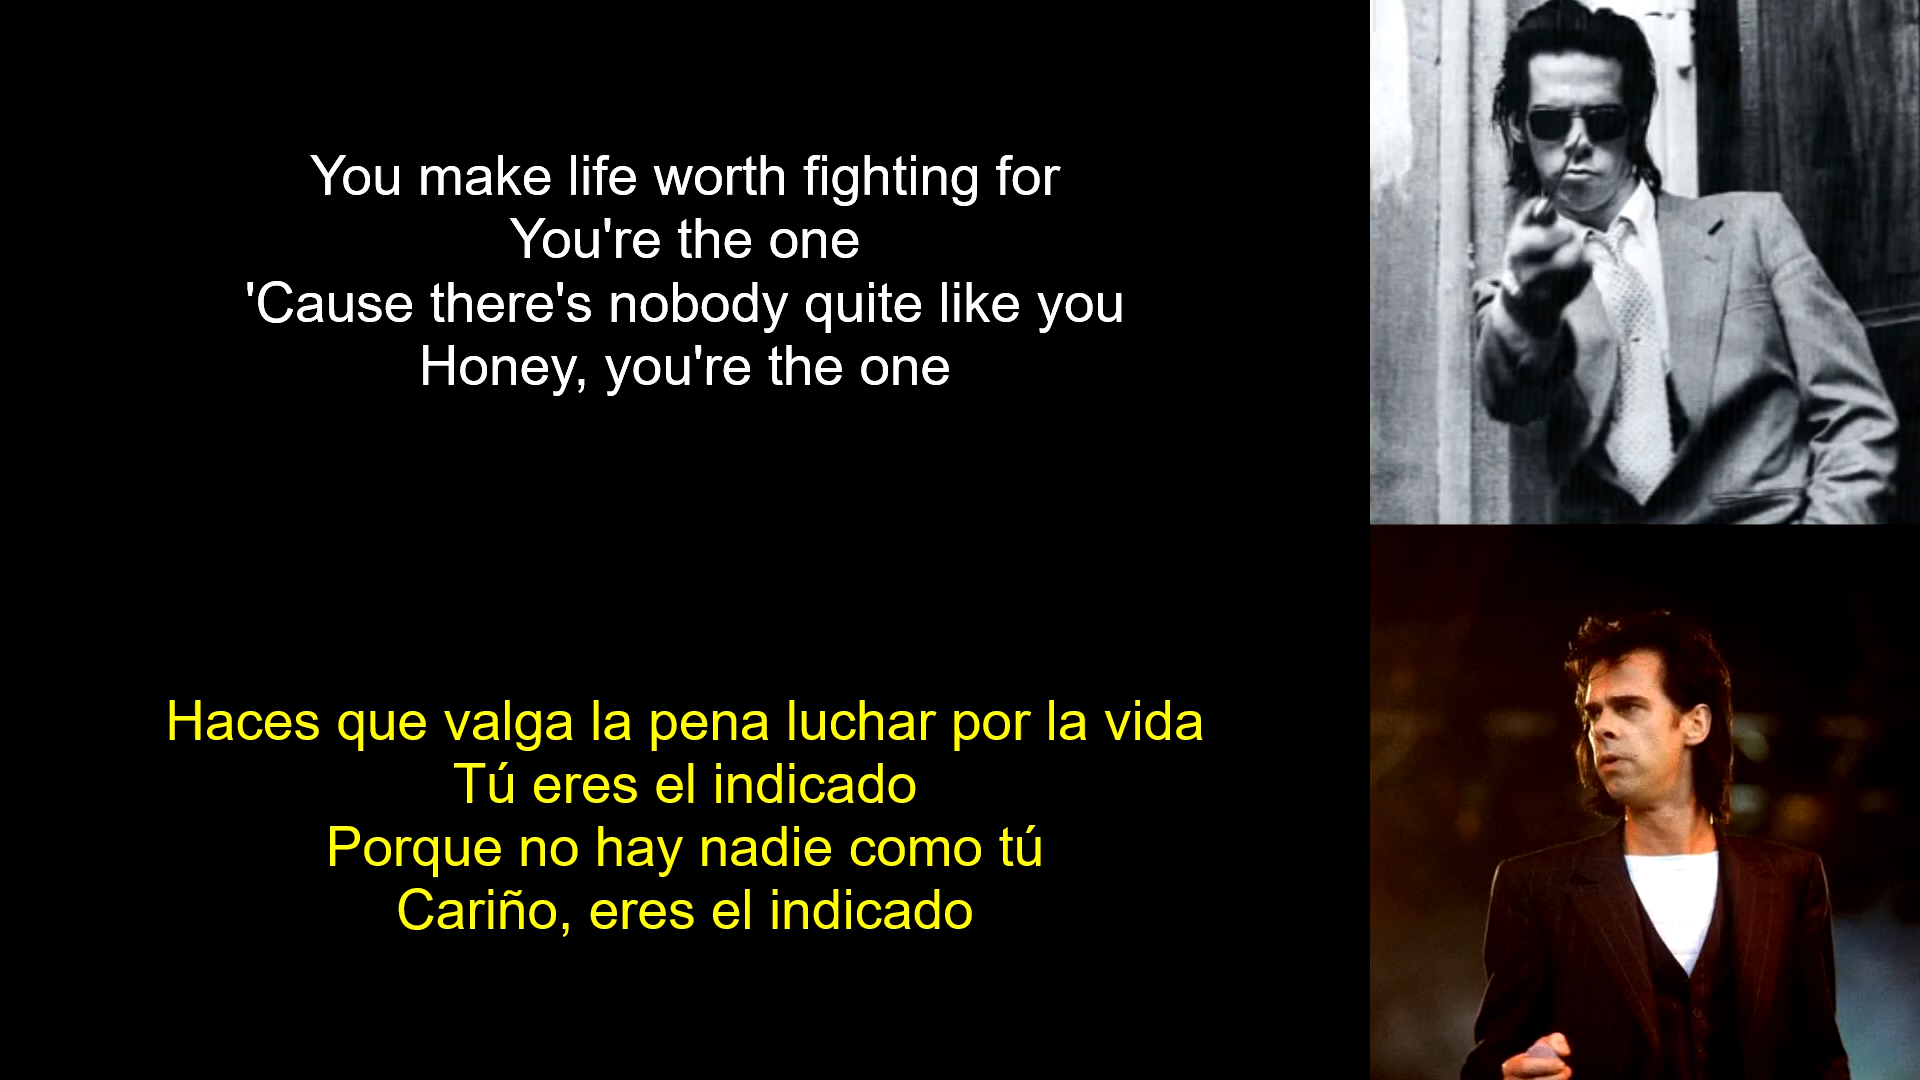 You make life worth fighting for
You're the one
'Cause there's nobody quite like you
Honey, you're the one
Haces que valga la pena luchar por la vida
Tú eres el indicado
Porque no hay nadie como tú
Cariño, eres el indicado